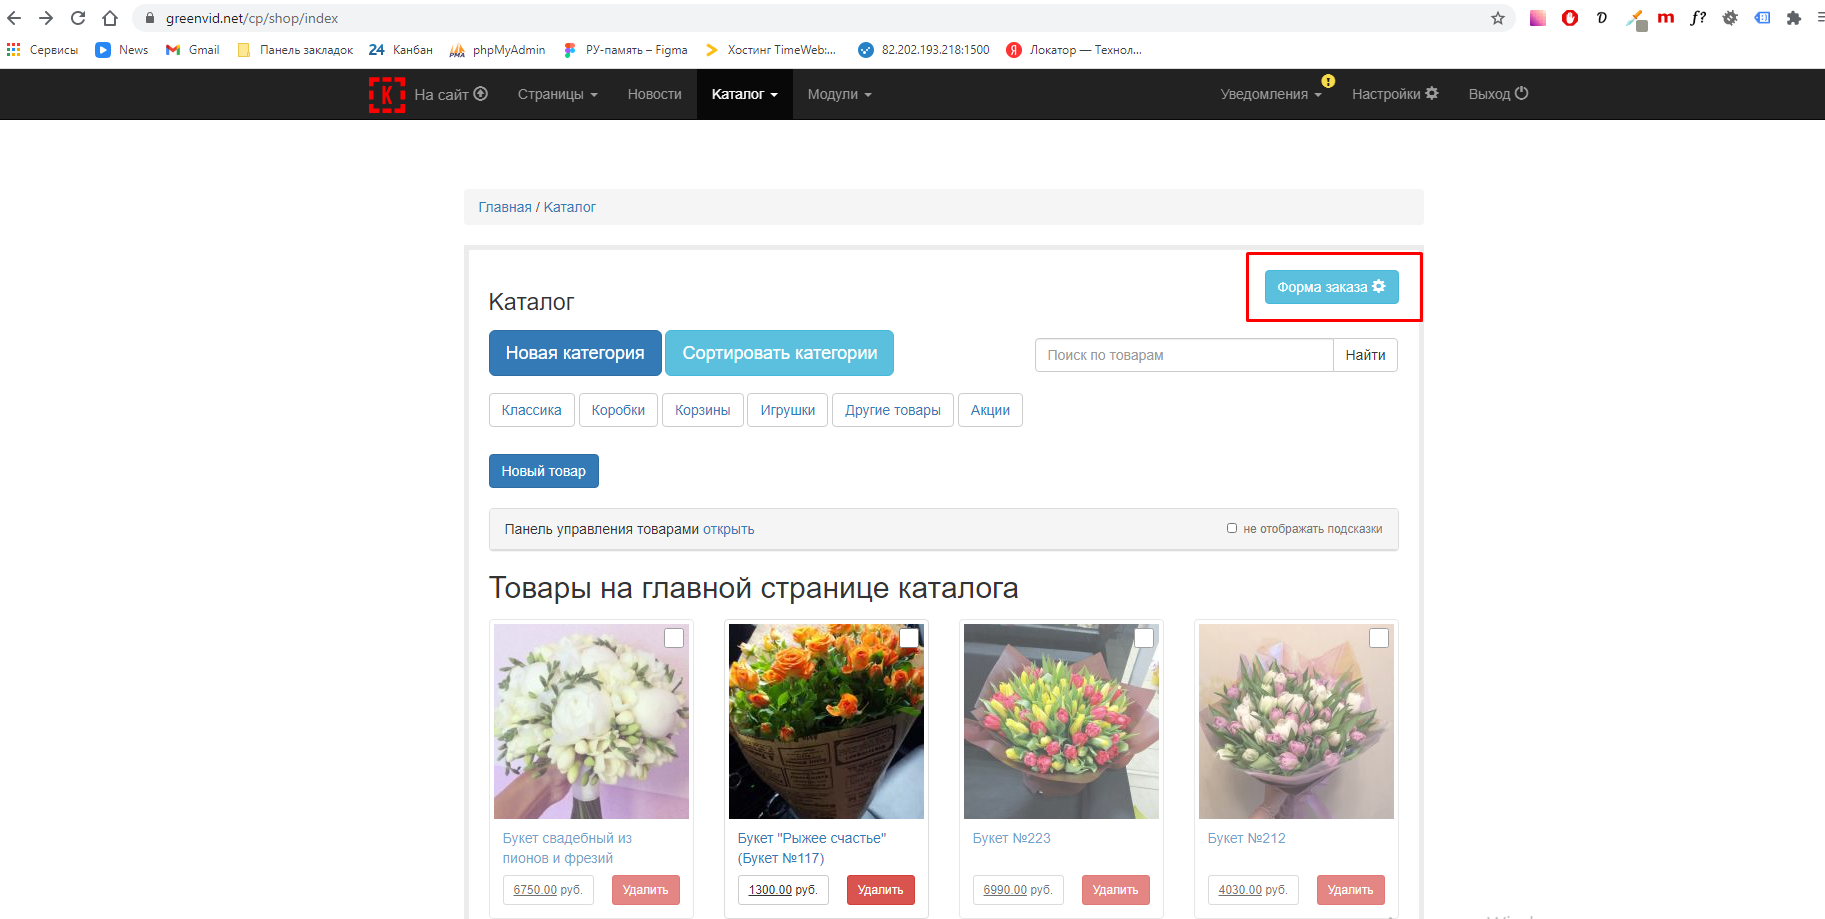 greenvid.net/cp/shop/index
Сервисы News Gmail Панель закладок 24 Канбан phpMyAdmin РУ-память – Figma Хостинг TimeWeb:... 82.202.193.218:1500 Локатор — Технол...
К На сайт Страницы Новости Каталог Модули Уведомления ! Настройки Выход
Главная / Каталог
Форма заказа
Каталог
Новая категория Сортировать категории Поиск по товарам Найти
Классика Коробки Корзины Игрушки Другие товары Акции
Новый товар
Панель управления товарами открыть не отображать подсказки
Товары на главной странице каталога
Букет свадебный из пионов и фрезий
6750.00 руб. Удалить
Букет "Рыжее счастье" (Букет №117)
1300.00 руб. Удалить
Букет №223
6990.00 руб. Удалить
Букет №212
4030.00 руб. Удалить